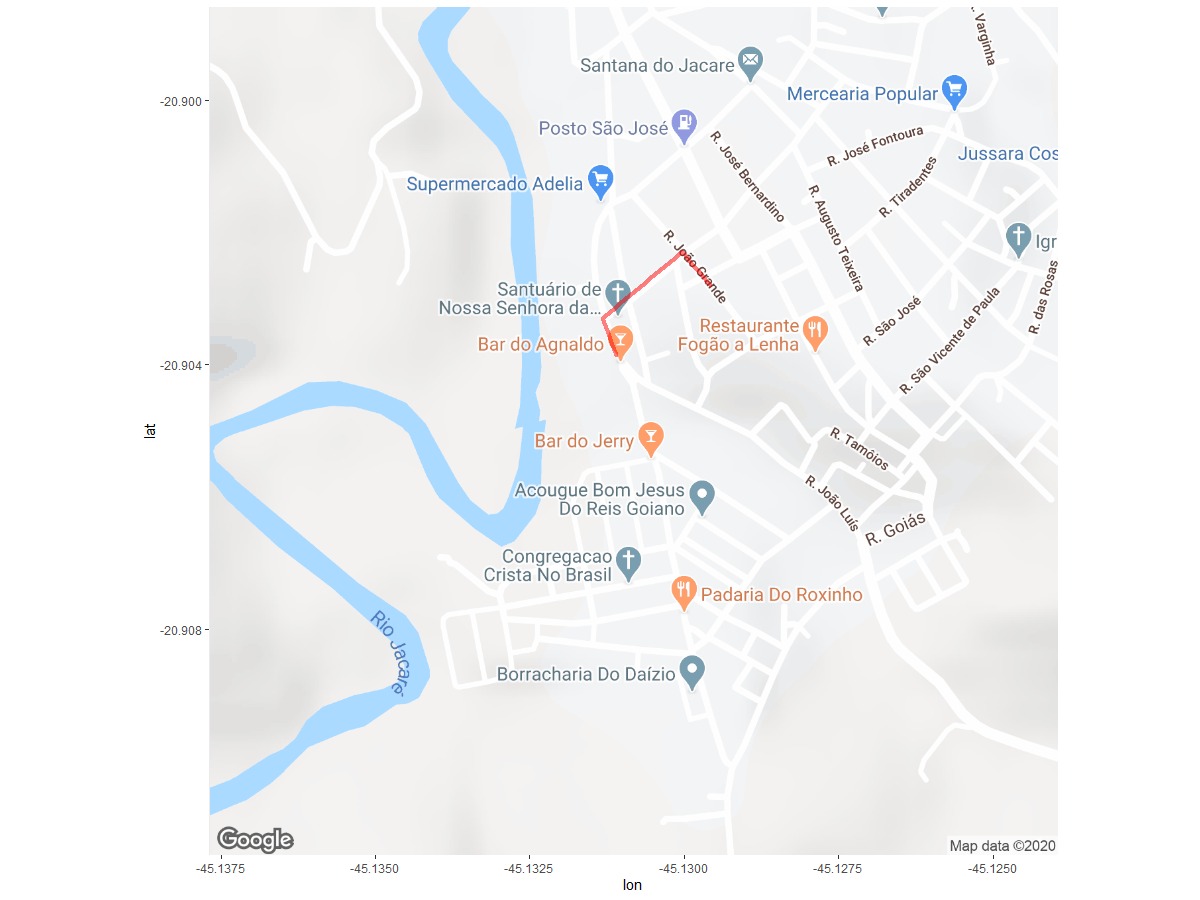 R. Varginha
Santana do Jacare
Mercearia Popular
-20.900
Posto São José
R. José Fontoura
R. José Bernardino
Jussara Cos
Supermercado Adelia
R. Tiradentes
R. Augusto Teixeira
Igr
R. João Grande
R. das Rosas
Santuário de
Nossa Senhora da...
R. São José
R. São Vicente de Paula
Restaurante
Fogão a Lenha
Bar do Agnaldo
-20.904
lat
Bar do Jerry
R. Tamóios
Acougue Bom Jesus
Do Reis Goiano
R. João Luís
R. Goiás
Congregacao
Crista No Brasil
Padaria Do Roxinho
-20.908
Rio Jacaré
Borracharia Do Daízio
Google
Map data ©2020
-45.1375
-45.1350
-45.1325
-45.1300
-45.1275
-45.1250
lon